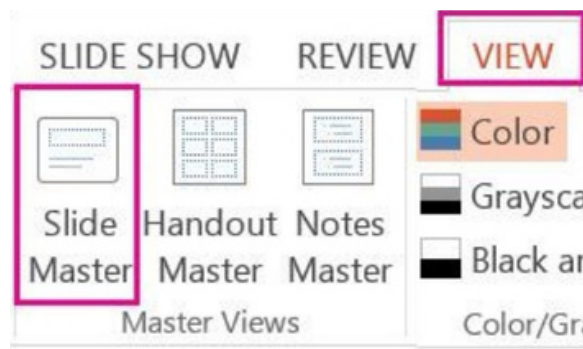 SLIDE SHOW REVIEW VIEW
Slide Master
Handout Master
Notes Master
Master Views
Color
Graysca
Black ar
Color/Gra